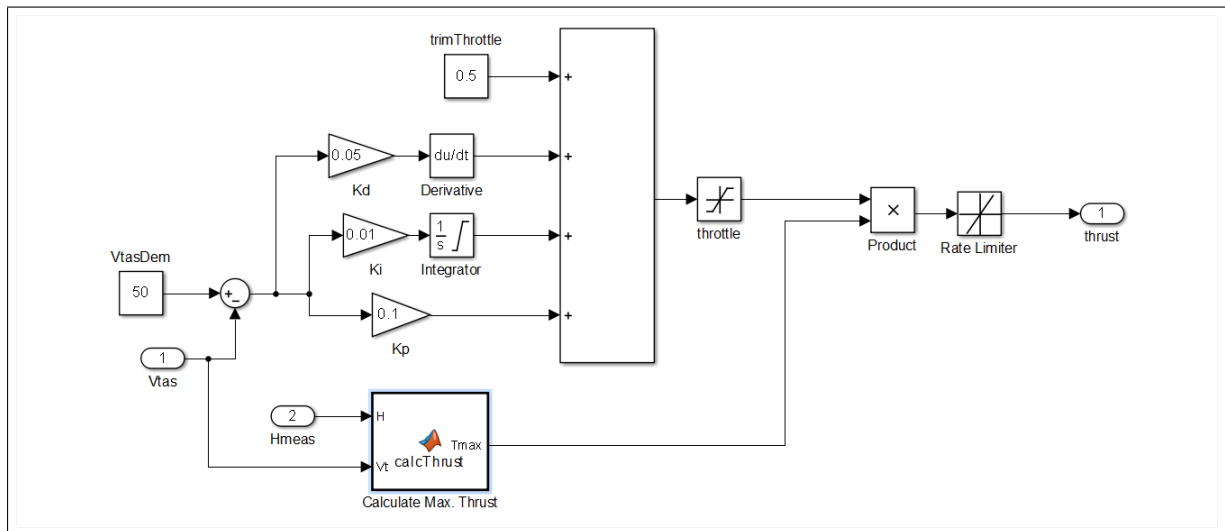 trimThrottle
0.5
+
0.05
du/dt
+
Kd
Derivative
throttle
×
1
Product
Rate Limiter
thrust
0.01
1
s
+
Ki
Integrator
VtasDem
50
+
−
0.1
+
Kp
1
Vtas
2
Hmeas
H
Tmax
calcThrust
Vt
Calculate Max. Thrust